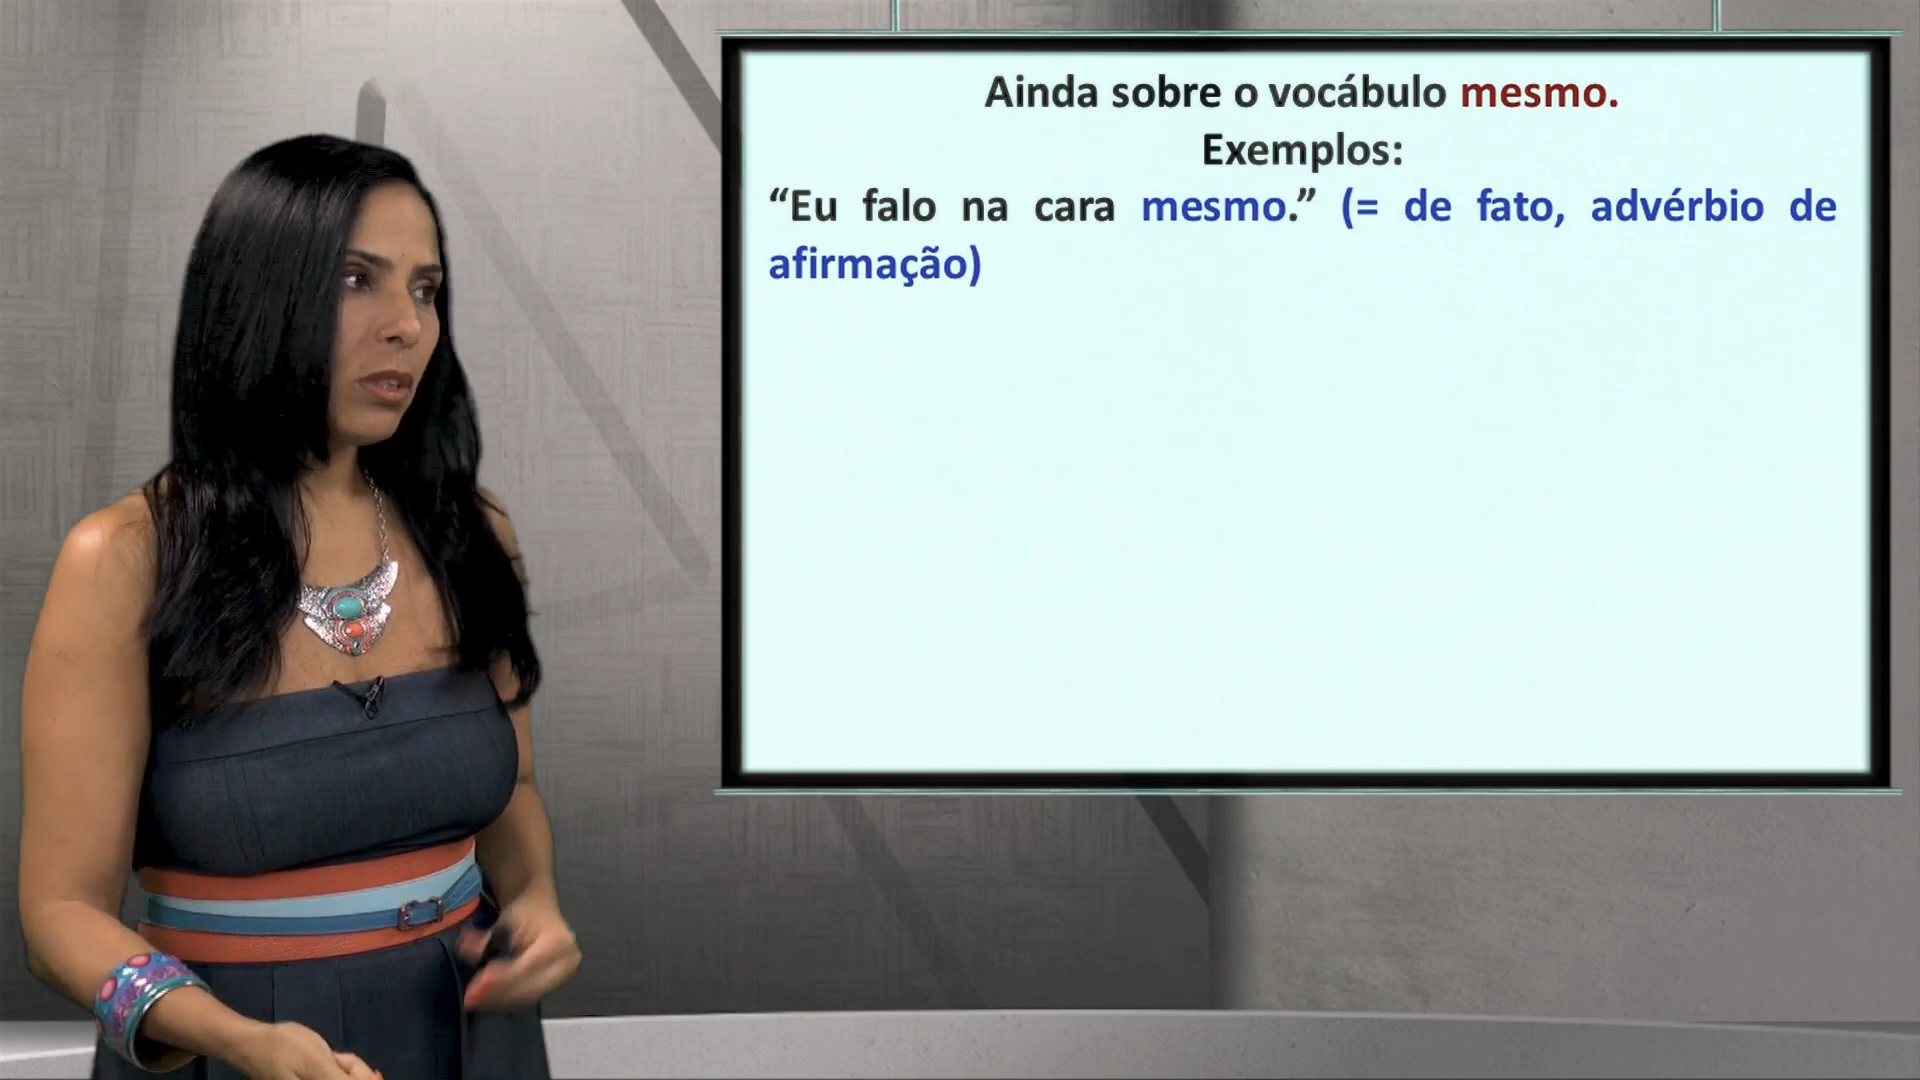 Ainda sobre o vocábulo mesmo.
Exemplos:
“Eu falo na cara mesmo.” (= de fato, advérbio de
afirmação)